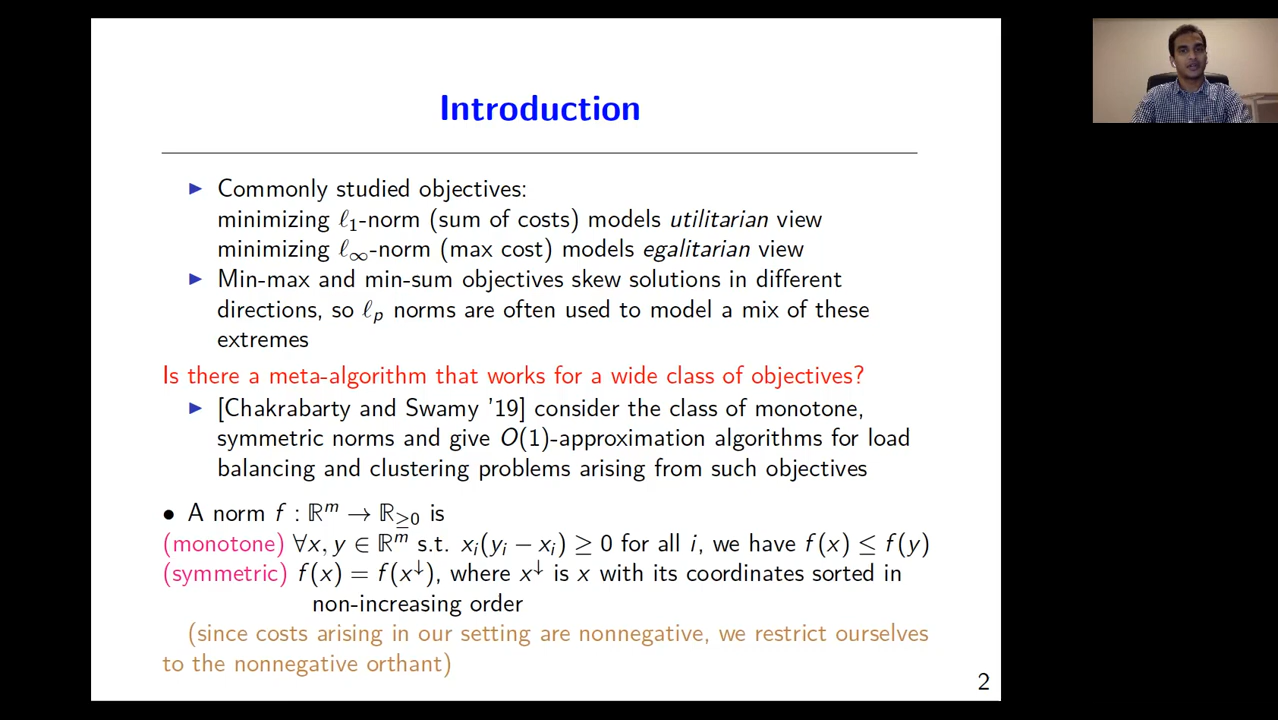 Introduction
► Commonly studied objectives:
minimizing ℓ₁-norm (sum of costs) models utilitarian view
minimizing ℓ∞-norm (max cost) models egalitarian view
► Min-max and min-sum objectives skew solutions in different
directions, so ℓₚ norms are often used to model a mix of these
extremes
Is there a meta-algorithm that works for a wide class of objectives?
► [Chakrabarty and Swamy '19] consider the class of monotone,
symmetric norms and give O(1)-approximation algorithms for load
balancing and clustering problems arising from such objectives
• A norm f : ℝᵐ → ℝ≥0 is
(monotone) ∀x, y ∈ ℝᵐ s.t. xᵢ(yᵢ − xᵢ) ≥ 0 for all i, we have f(x) ≤ f(y)
(symmetric) f(x) = f(x↓), where x↓ is x with its coordinates sorted in
non-increasing order
(since costs arising in our setting are nonnegative, we restrict ourselves
to the nonnegative orthant)
2